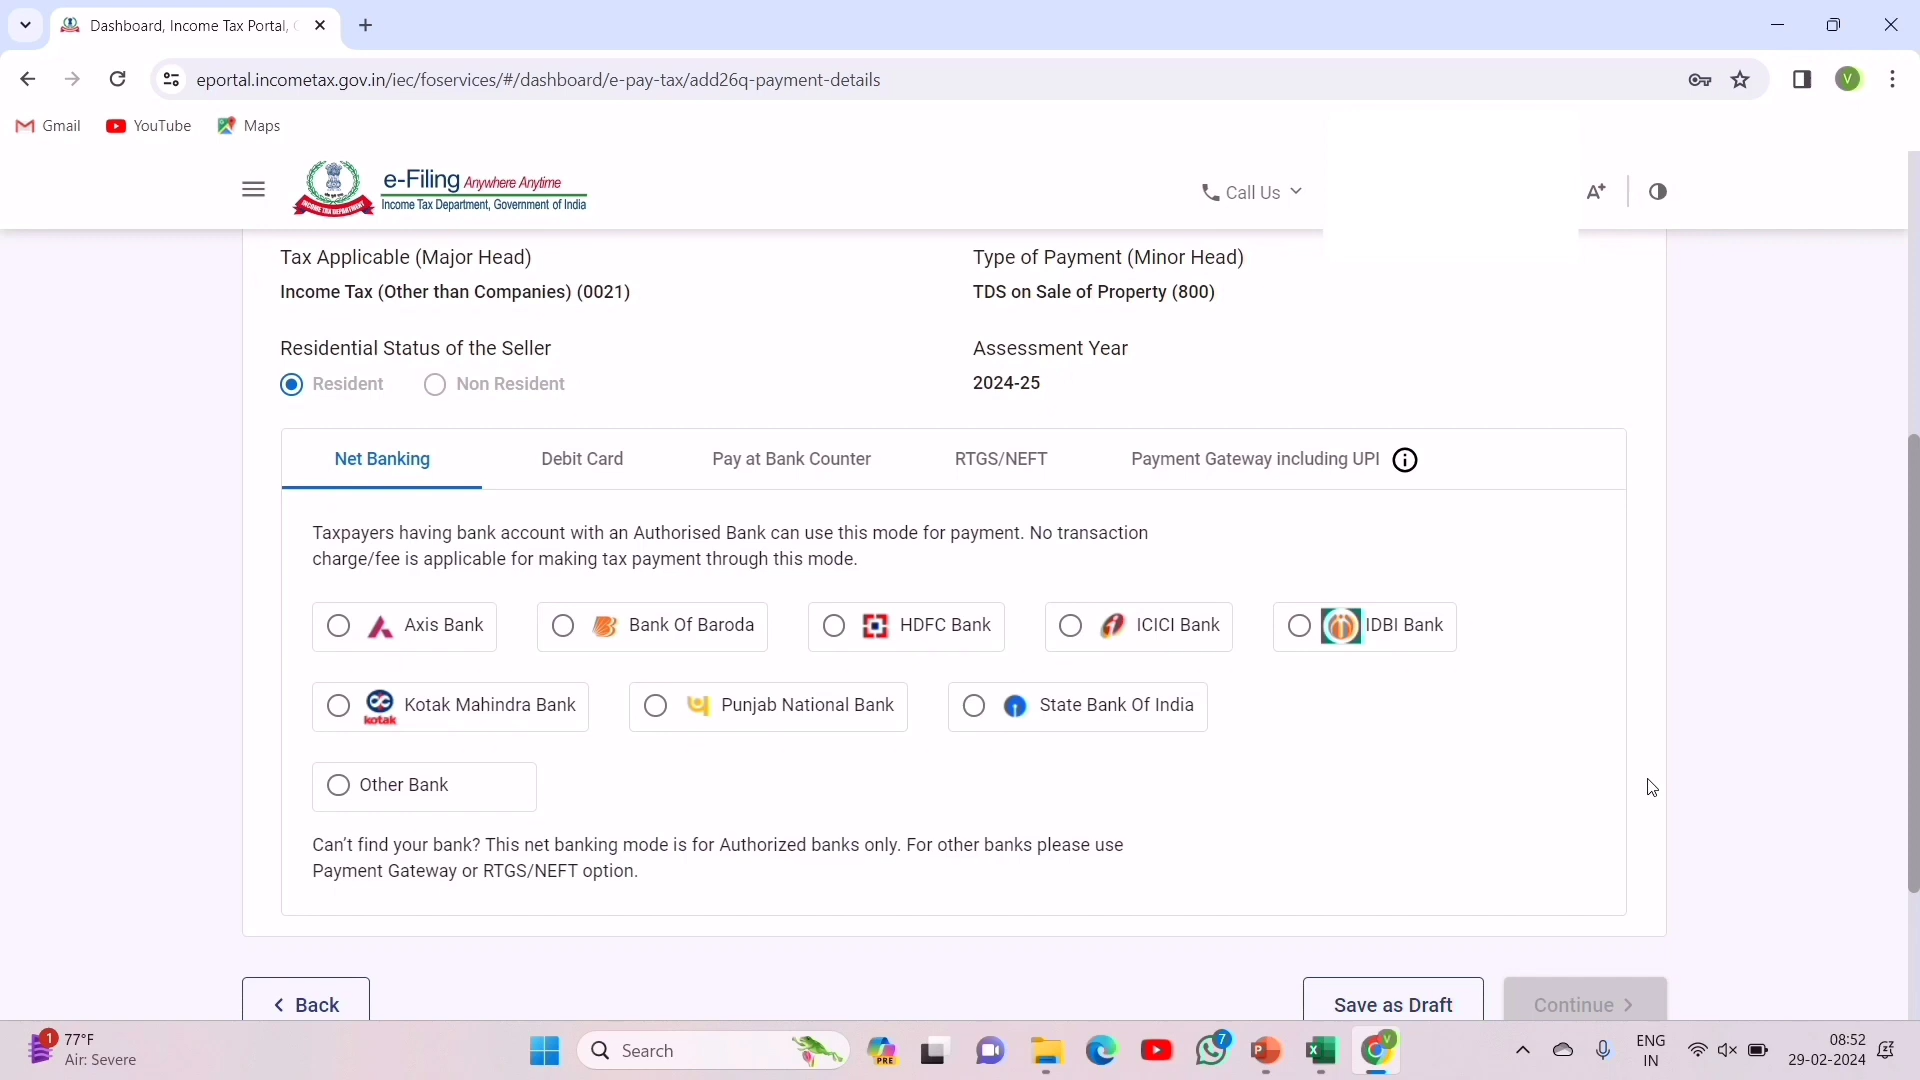 Dashboard, Income Tax Portal,
eportal.incometax.gov.in/iec/foservices/#/dashboard/e-pay-tax/add26q-payment-details
V
Gmail
YouTube
Maps
e-Filing Anywhere Anytime
Income Tax Department, Government of India
INCOME TAX DEPARTMENT
Call Us
A+
Tax Applicable (Major Head)
Type of Payment (Minor Head)
Income Tax (Other than Companies) (0021)
TDS on Sale of Property (800)
Residential Status of the Seller
Assessment Year
Resident
Non Resident
2024-25
Net Banking
Debit Card
Pay at Bank Counter
RTGS/NEFT
Payment Gateway including UPI
Taxpayers having bank account with an Authorised Bank can use this mode for payment. No transaction
charge/fee is applicable for making tax payment through this mode.
Axis Bank
Bank Of Baroda
HDFC Bank
ICICI Bank
IDBI Bank
kotak
Kotak Mahindra Bank
Punjab National Bank
State Bank Of India
Other Bank
Can't find your bank? This net banking mode is for Authorized banks only. For other banks please use
Payment Gateway or RTGS/NEFT option.
Back
Save as Draft
Continue
1
77°F
Air: Severe
Search
PRE
7
ENG
IN
08:52
29-02-2024